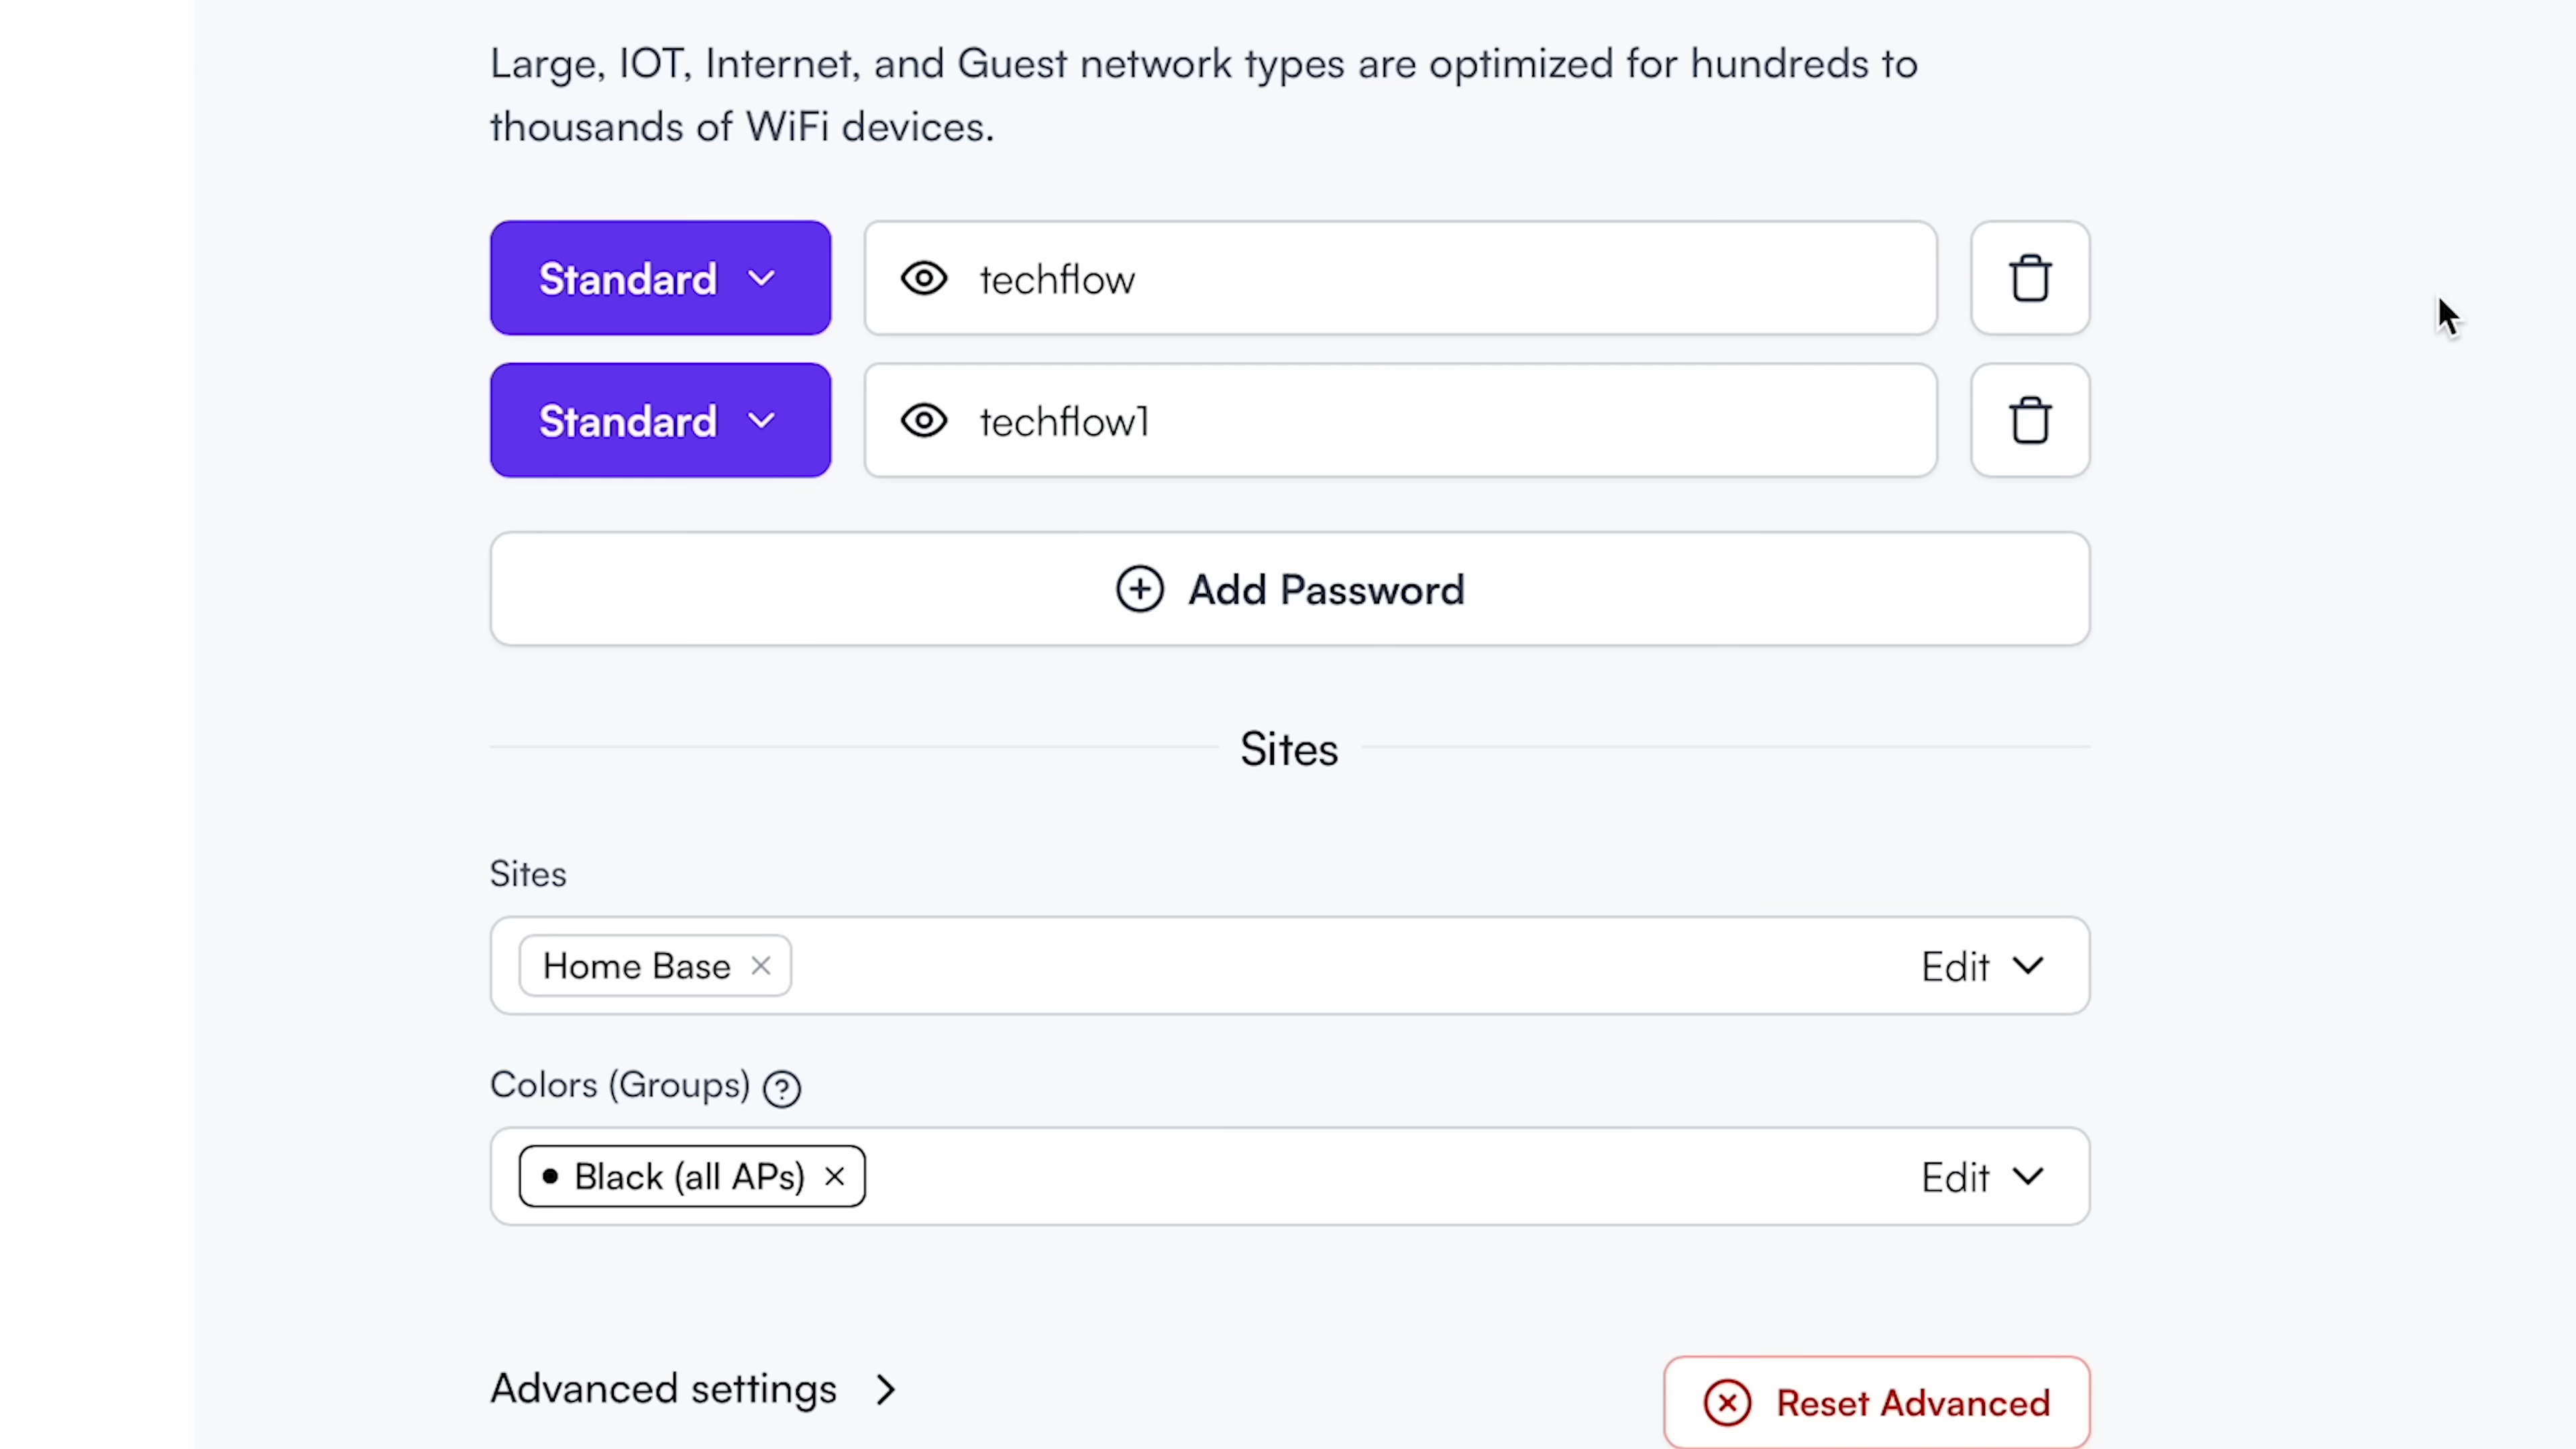 Large, IOT, Internet, and Guest network types are optimized for hundreds to
thousands of WiFi devices.
Standard techflow
Standard techflow1
Add Password
Sites
Sites
Home Base Edit
Colors (Groups)
Black (all APs) Edit
Advanced settings Reset Advanced